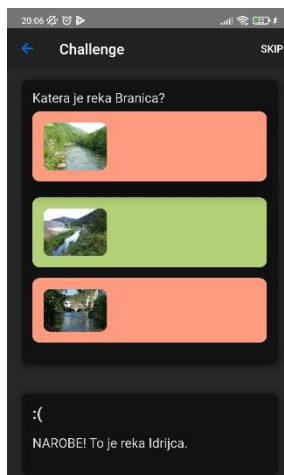 20:06
Challenge
SKIP
Katera je reka Branica?
:(
NAROBE! To je reka Idrijca.